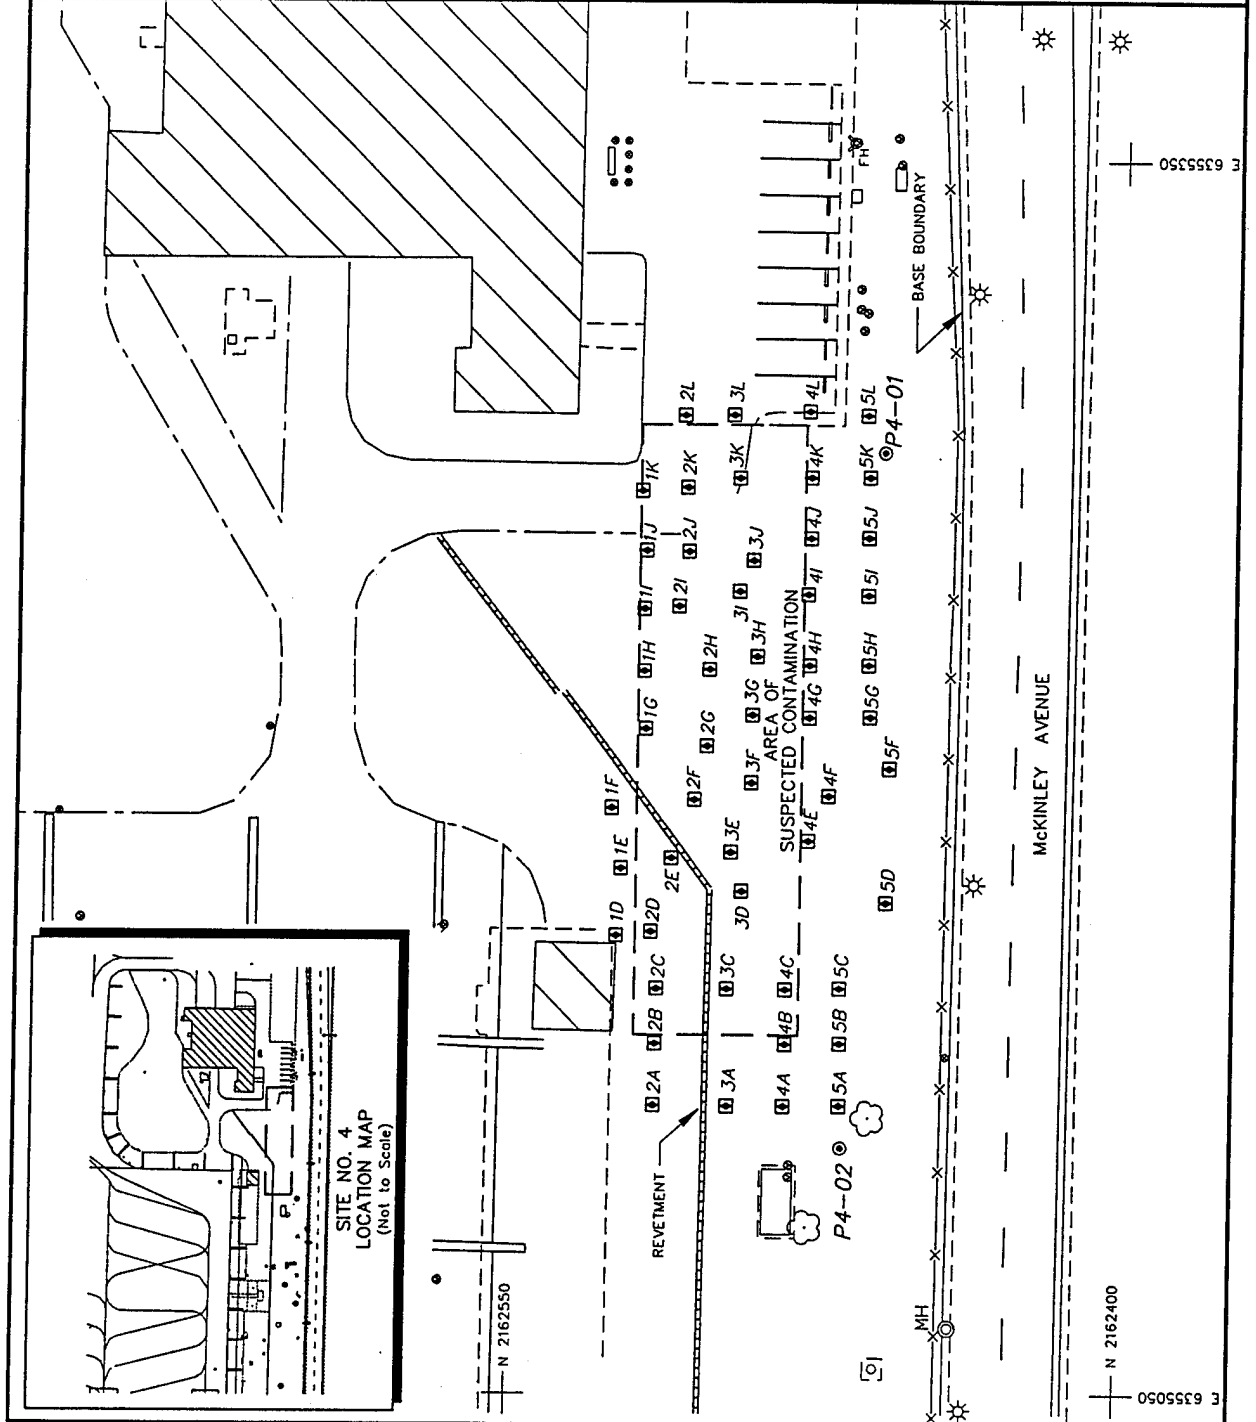 E 6355350
FH
BASE BOUNDARY
2L
3L
4L
5L
P4-01
1K
2K
3K
4K
5K
1J
2J
3J
4J
5J
1I
2I
3I
4I
5I
1H
2H
3H
4H
5H
1G
2G
3G
4G
5G
AREA OF
SUSPECTED CONTAMINATION
1F
2F
3F
4F
5F
1E
2E
3E
4E
1D
2D
3D
5D
2C
3C
4C
5C
2B
4B
5B
2A
3A
4A
5A
McKINLEY AVENUE
REVETMENT
P4-02
MH
SITE NO. 4
LOCATION MAP
(Not to Scale)
N 2162550
N 2162400
E 6355050